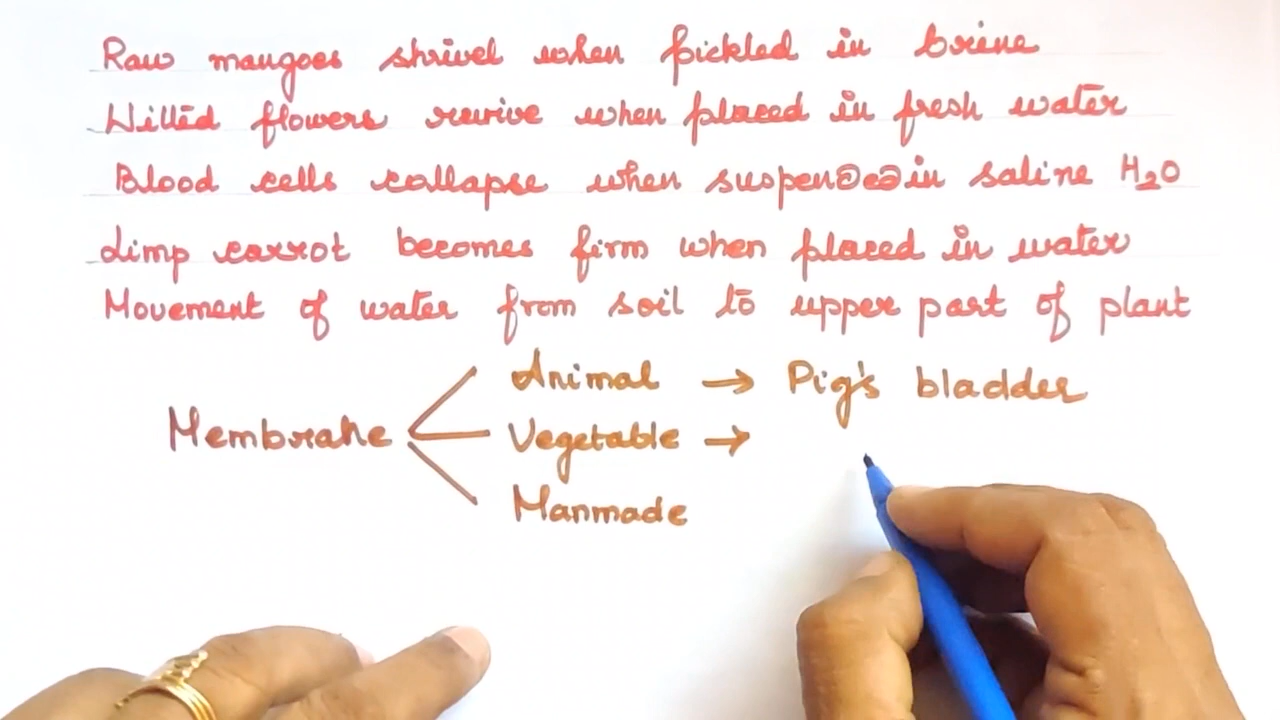 Raw mangoes shrivel when pickled in brine
Wilted flowers revive when placed in fresh water
Blood cells collapse when suspended in saline H₂O
Limp carrot becomes firm when placed in water
Movement of water from soil to upper part of plant
Animal → Pig's bladder
Membrane Vegetable →
Manmade